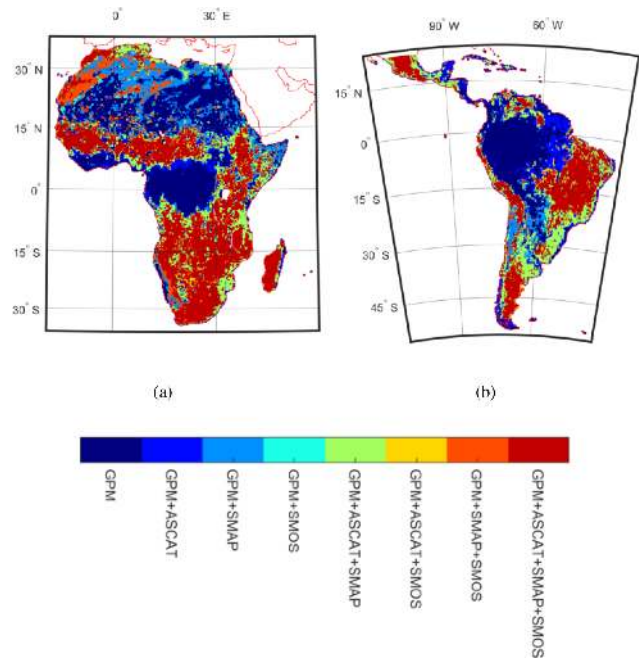 0° 30° E
30° N
15° N
0°
15° S
30° S
90° W 60° W
15° N
0°
15° S
30° S
45° S
(a) (b)
GPM
GPM+ASCAT
GPM+SMAP
GPM+SMOS
GPM+ASCAT+SMAP
GPM+ASCAT+SMOS
GPM+SMAP+SMOS
GPM+ASCAT+SMAP+SMOS